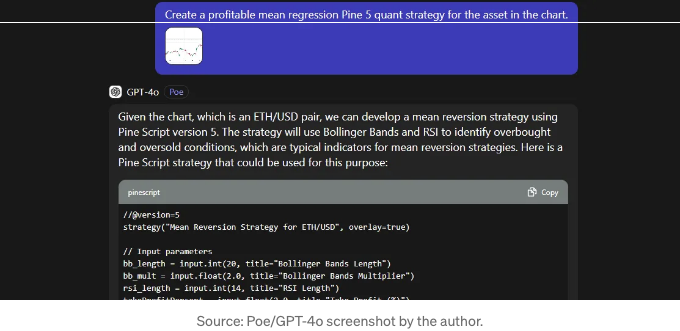 Create a profitable mean regression Pine 5 quant strategy for the asset in the chart.
GPT-4o Poe
Given the chart, which is an ETH/USD pair, we can develop a mean reversion strategy using
Pine Script version 5. The strategy will use Bollinger Bands and RSI to identify overbought
and oversold conditions, which are typical indicators for mean reversion strategies. Here is a
Pine Script strategy that could be used for this purpose:
pinescript Copy
//@version=5
strategy("Mean Reversion Strategy for ETH/USD", overlay=true)
// Input parameters
bb_length = input.int(20, title="Bollinger Bands Length")
bb_mult = input.float(2.0, title="Bollinger Bands Multiplier")
rsi_length = input.int(14, title="RSI Length")
Source: Poe/GPT-4o screenshot by the author.